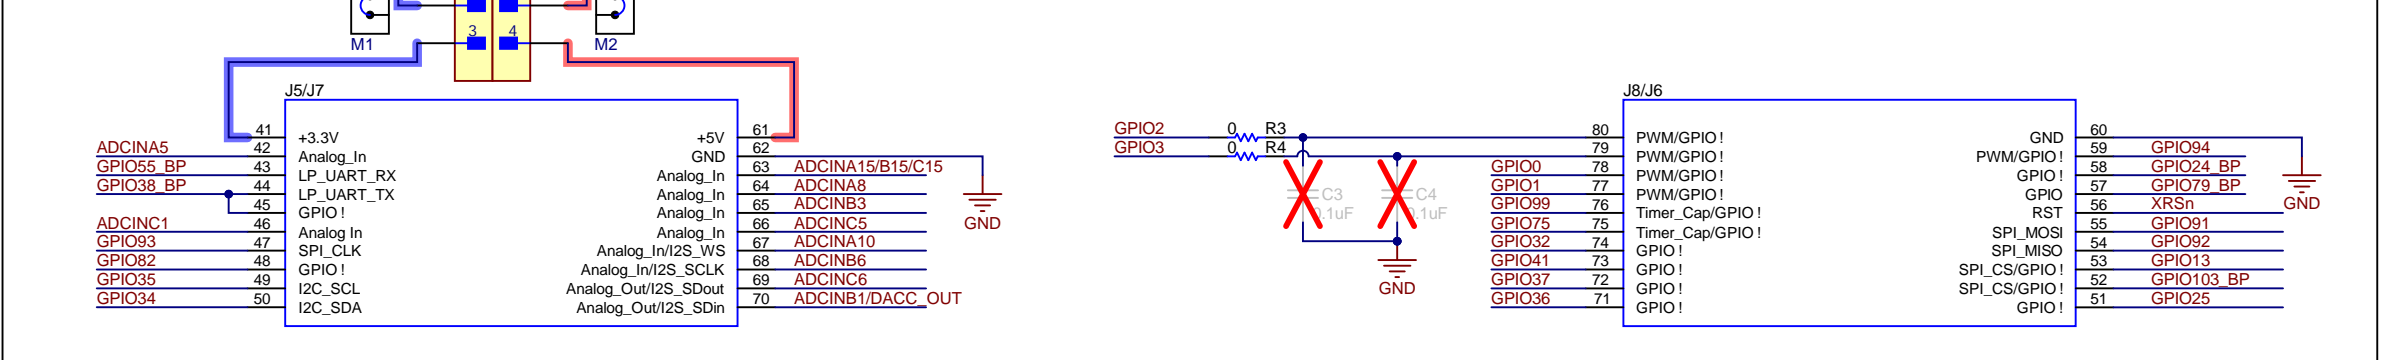 3 4
M1 M2
J5/J7
41 +3.3V +5V 61
ADCINA5 42 Analog_In GND 62
GPIO55_BP 43 LP_UART_RX Analog_In 63 ADCINA15/B15/C15
GPIO38_BP 44 LP_UART_TX Analog_In 64 ADCINA8
45 GPIO ! Analog_In 65 ADCINB3
ADCINC1 46 Analog In Analog_In 66 ADCINC5
GPIO93 47 SPI_CLK Analog_In/I2S_WS 67 ADCINA10
GPIO82 48 GPIO ! Analog_In/I2S_SCLK 68 ADCINB6
GPIO35 49 I2C_SCL Analog_Out/I2S_SDout 69 ADCINC6
GPIO34 50 I2C_SDA Analog_Out/I2S_SDin 70 ADCINB1/DACC_OUT
GND
J8/J6
GPIO2 0 R3 80 PWM/GPIO ! GND 60
GPIO3 0 R4 79 PWM/GPIO ! PWM/GPIO ! 59 GPIO94
GPIO0 78 PWM/GPIO ! GPIO ! 58 GPIO24_BP
GPIO1 77 PWM/GPIO ! GPIO 57 GPIO79_BP
GPIO99 76 Timer_Cap/GPIO ! RST 56 XRSn
GPIO75 75 Timer_Cap/GPIO ! SPI_MOSI 55 GPIO91
GPIO32 74 GPIO ! SPI_MISO 54 GPIO92
GPIO41 73 GPIO ! SPI_CS/GPIO ! 53 GPIO13
GPIO37 72 GPIO ! SPI_CS/GPIO ! 52 GPIO103_BP
GPIO36 71 GPIO ! GPIO ! 51 GPIO25
C3 C4
0.1uF 0.1uF
GND
GND